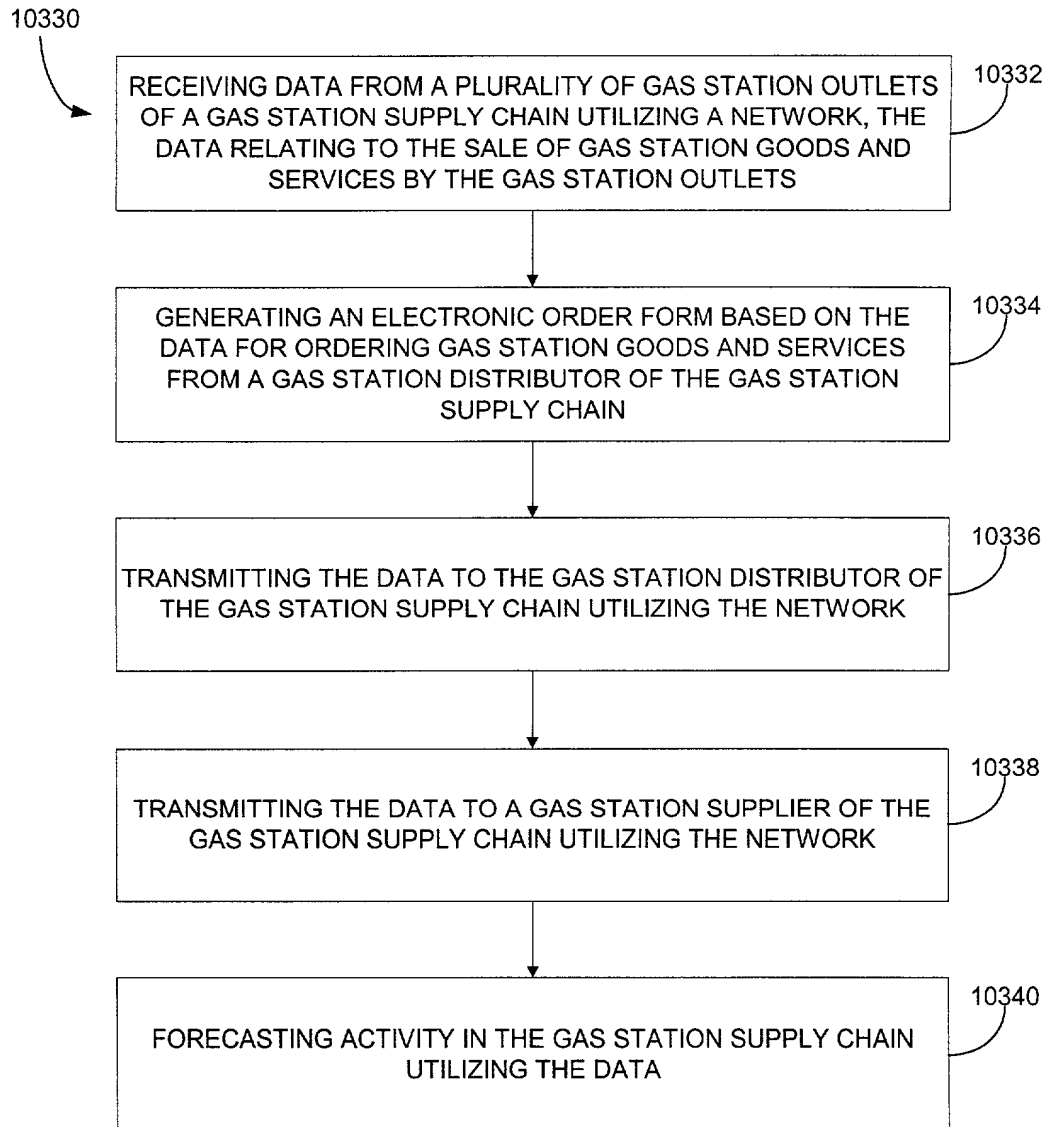 10330
RECEIVING DATA FROM A PLURALITY OF GAS STATION OUTLETS
OF A GAS STATION SUPPLY CHAIN UTILIZING A NETWORK, THE
DATA RELATING TO THE SALE OF GAS STATION GOODS AND
SERVICES BY THE GAS STATION OUTLETS
10332
GENERATING AN ELECTRONIC ORDER FORM BASED ON THE
DATA FOR ORDERING GAS STATION GOODS AND SERVICES
FROM A GAS STATION DISTRIBUTOR OF THE GAS STATION
SUPPLY CHAIN
10334
TRANSMITTING THE DATA TO THE GAS STATION DISTRIBUTOR OF
THE GAS STATION SUPPLY CHAIN UTILIZING THE NETWORK
10336
TRANSMITTING THE DATA TO A GAS STATION SUPPLIER OF THE
GAS STATION SUPPLY CHAIN UTILIZING THE NETWORK
10338
FORECASTING ACTIVITY IN THE GAS STATION SUPPLY CHAIN
UTILIZING THE DATA
10340